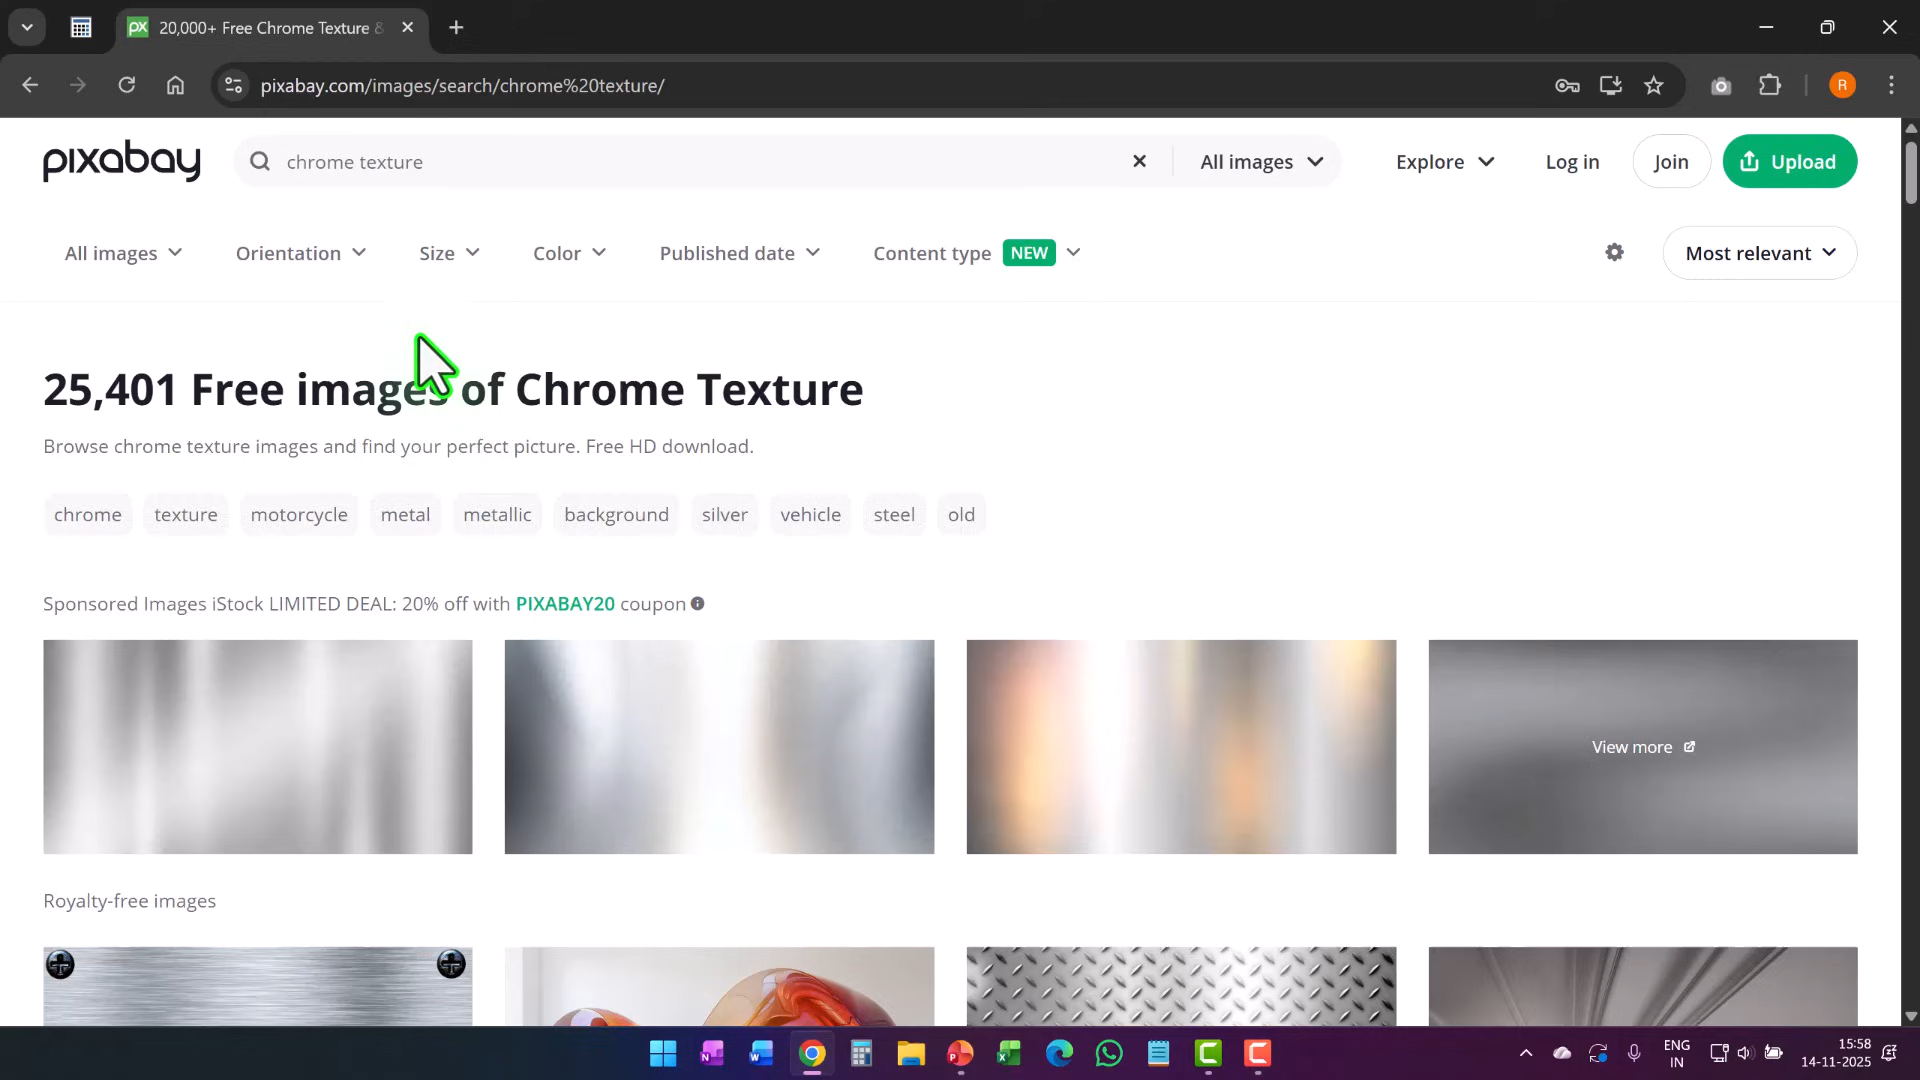 px 20,000+ Free Chrome Texture &
pixabay.com/images/search/chrome%20texture/
R
pixabay
chrome texture
All images
Explore
Log in
Join
Upload
All images
Orientation
Size
Color
Published date
Content type NEW
Most relevant
25,401 Free images of Chrome Texture
Browse chrome texture images and find your perfect picture. Free HD download.
chrome texture motorcycle metal metallic background silver vehicle steel old
Sponsored Images iStock LIMITED DEAL: 20% off with PIXABAY20 coupon
View more
Royalty-free images
ENG
IN
15:58
14-11-2025